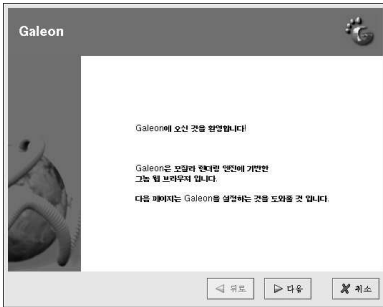 Galeon
Galeon에 오신 것을 환영합니다!
Galeon은 모질라 렌더링 엔진에 기반한
그놈 웹 브라우저 입니다.
다음 페이지는 Galeon을 설정하는 것을 도와줄 것 입니다.
뒤로
다음
취소